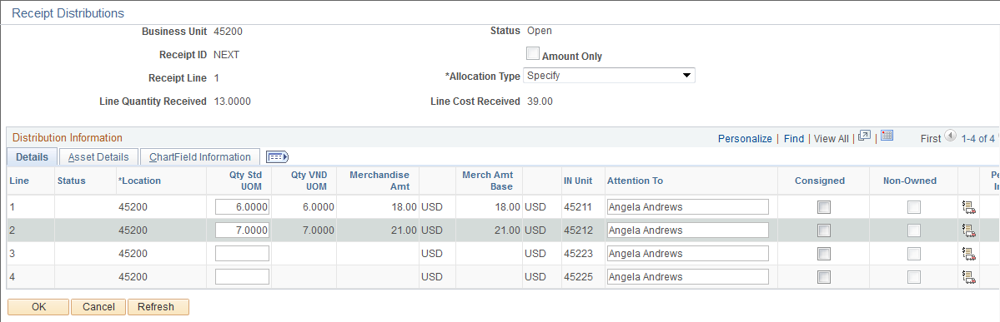 Receipt Distributions
Business Unit 45200 Status Open
Receipt ID NEXT Amount Only
Receipt Line 1 *Allocation Type Specify
Line Quantity Received 13.0000 Line Cost Received 39.00
Distribution Information Personalize | Find | View All | | First 1-4 of 4
Details Asset Details ChartField Information
Line Status *Location Qty Std UOM Qty VND UOM Merchandise Amt Merch Amt Base IN Unit Attention To Consigned Non-Owned
1 45200 6.0000 6.0000 18.00 USD 18.00 USD 45211 Angela Andrews
2 45200 7.0000 7.0000 21.00 USD 21.00 USD 45212 Angela Andrews
3 45200 USD USD 45223 Angela Andrews
4 45200 USD USD 45225 Angela Andrews
OK Cancel Refresh